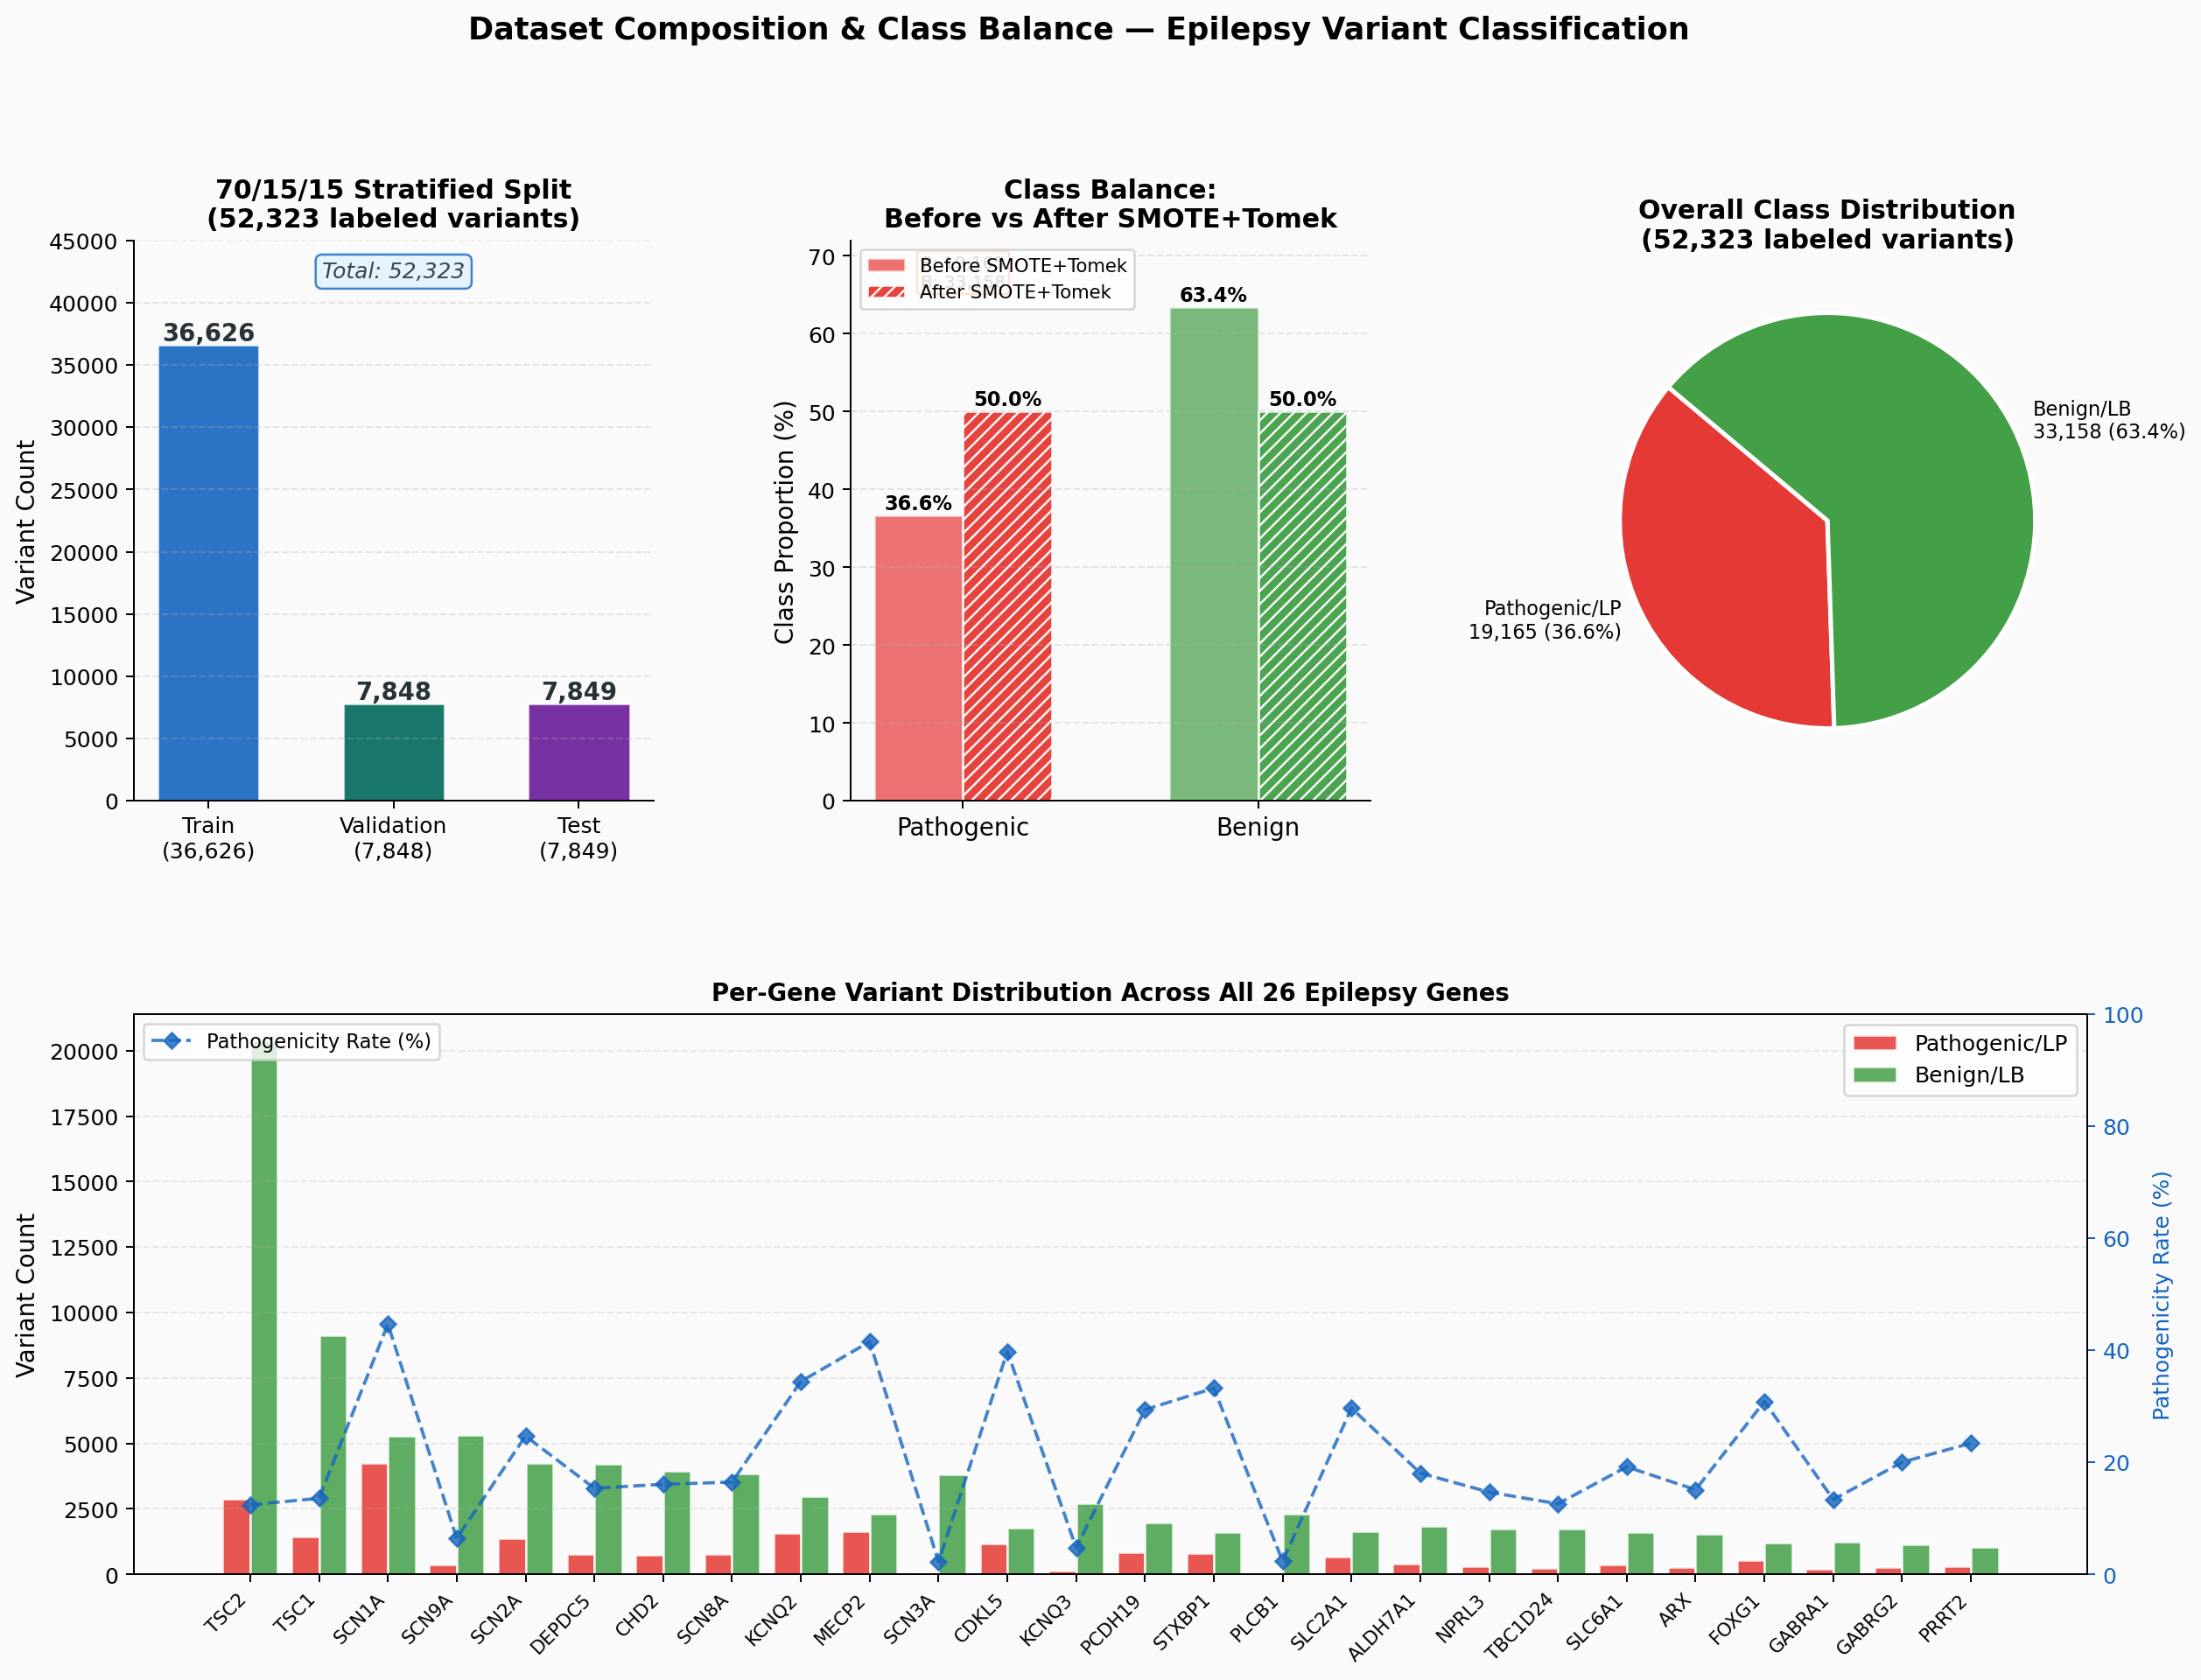 Dataset Composition & Class Balance — Epilepsy Variant Classification
70/15/15 Stratified Split
(52,323 labeled variants)
Total: 52,323
Variant Count
45000
40000
35000
30000
25000
20000
15000
10000
5000
0
36,626
7,848
7,849
Train
(36,626)
Validation
(7,848)
Test
(7,849)
Class Balance:
Before vs After SMOTE+Tomek
Before SMOTE+Tomek
After SMOTE+Tomek
Class Proportion (%)
70
60
50
40
30
20
10
0
36.6%
50.0%
63.4%
50.0%
Pathogenic
Benign
Overall Class Distribution
(52,323 labeled variants)
Benign/LB
33,158 (63.4%)
Pathogenic/LP
19,165 (36.6%)
Per-Gene Variant Distribution Across All 26 Epilepsy Genes
Pathogenicity Rate (%)
Pathogenic/LP
Benign/LB
Variant Count
20000
17500
15000
12500
10000
7500
5000
2500
0
100
80
60
40
20
0
Pathogenicity Rate (%)
TSC2
TSC1
SCN1A
SCN9A
SCN2A
DEPDC5
CHD2
SCN8A
KCNQ2
MECP2
SCN3A
CDKL5
KCNQ3
PCDH19
STXBP1
PLCB1
SLC2A1
ALDH7A1
NPRL3
TBC1D24
SLC6A1
ARX
FOXG1
GABRA1
GABRG2
PRRT2